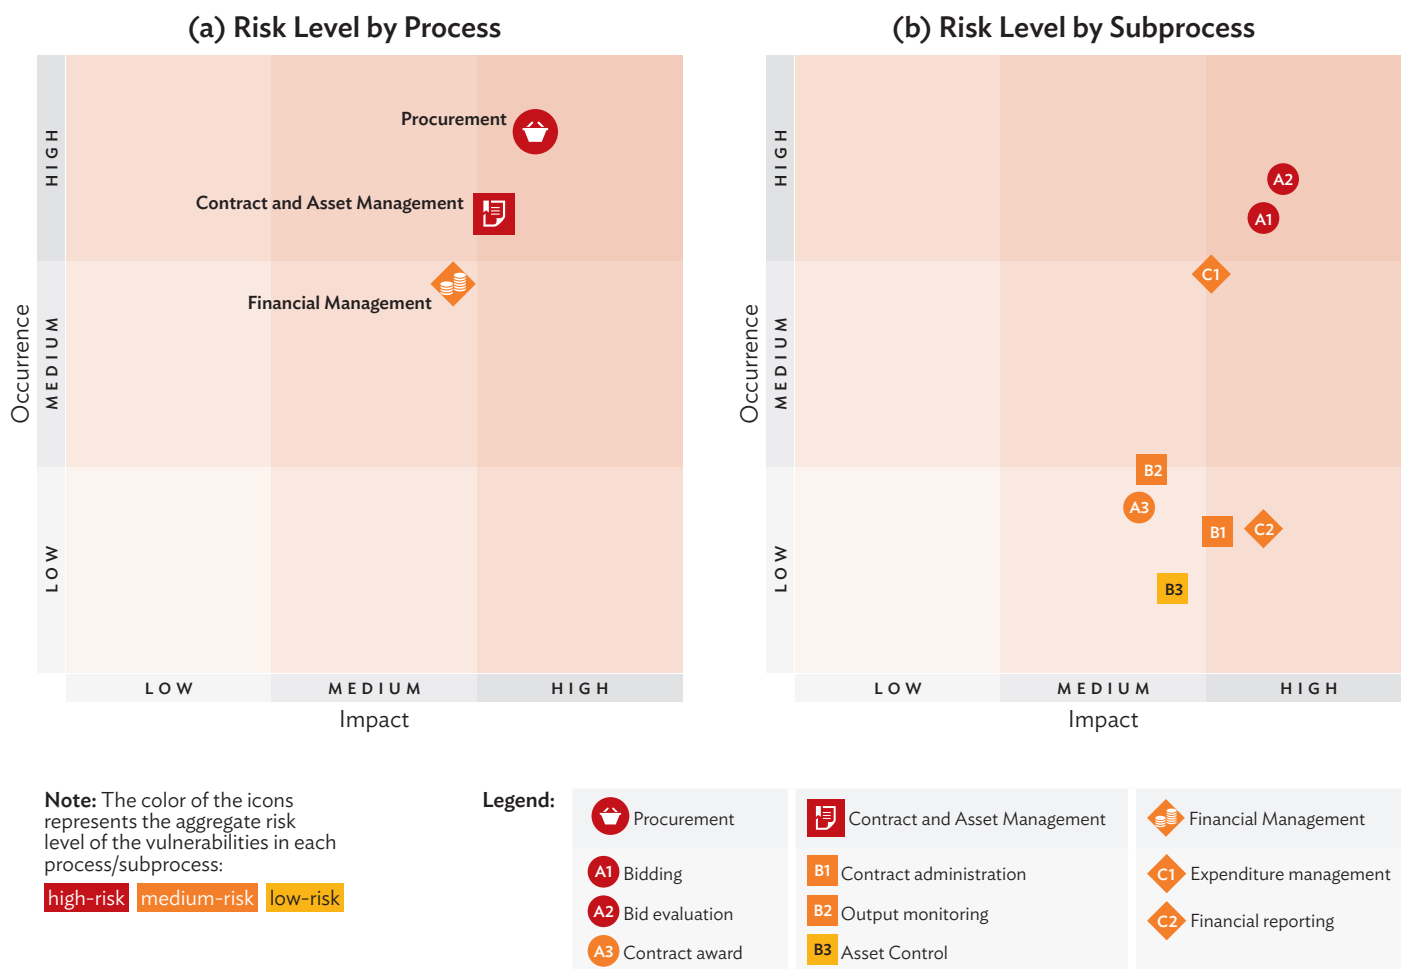 (a) Risk Level by Process
Occurrence
HIGH
MEDIUM
LOW
Procurement
Contract and Asset Management
Financial Management
LOW MEDIUM HIGH
Impact
(b) Risk Level by Subprocess
Occurrence
HIGH
MEDIUM
LOW
A2
A1
C1
B2
A3
B1
C2
B3
LOW MEDIUM HIGH
Impact
Note: The color of the icons
represents the aggregate risk
level of the vulnerabilities in each
process/subprocess:
high-risk medium-risk low-risk
Legend:
Procurement
A1 Bidding
A2 Bid evaluation
A3 Contract award
Contract and Asset Management
B1 Contract administration
B2 Output monitoring
B3 Asset Control
Financial Management
C1 Expenditure management
C2 Financial reporting